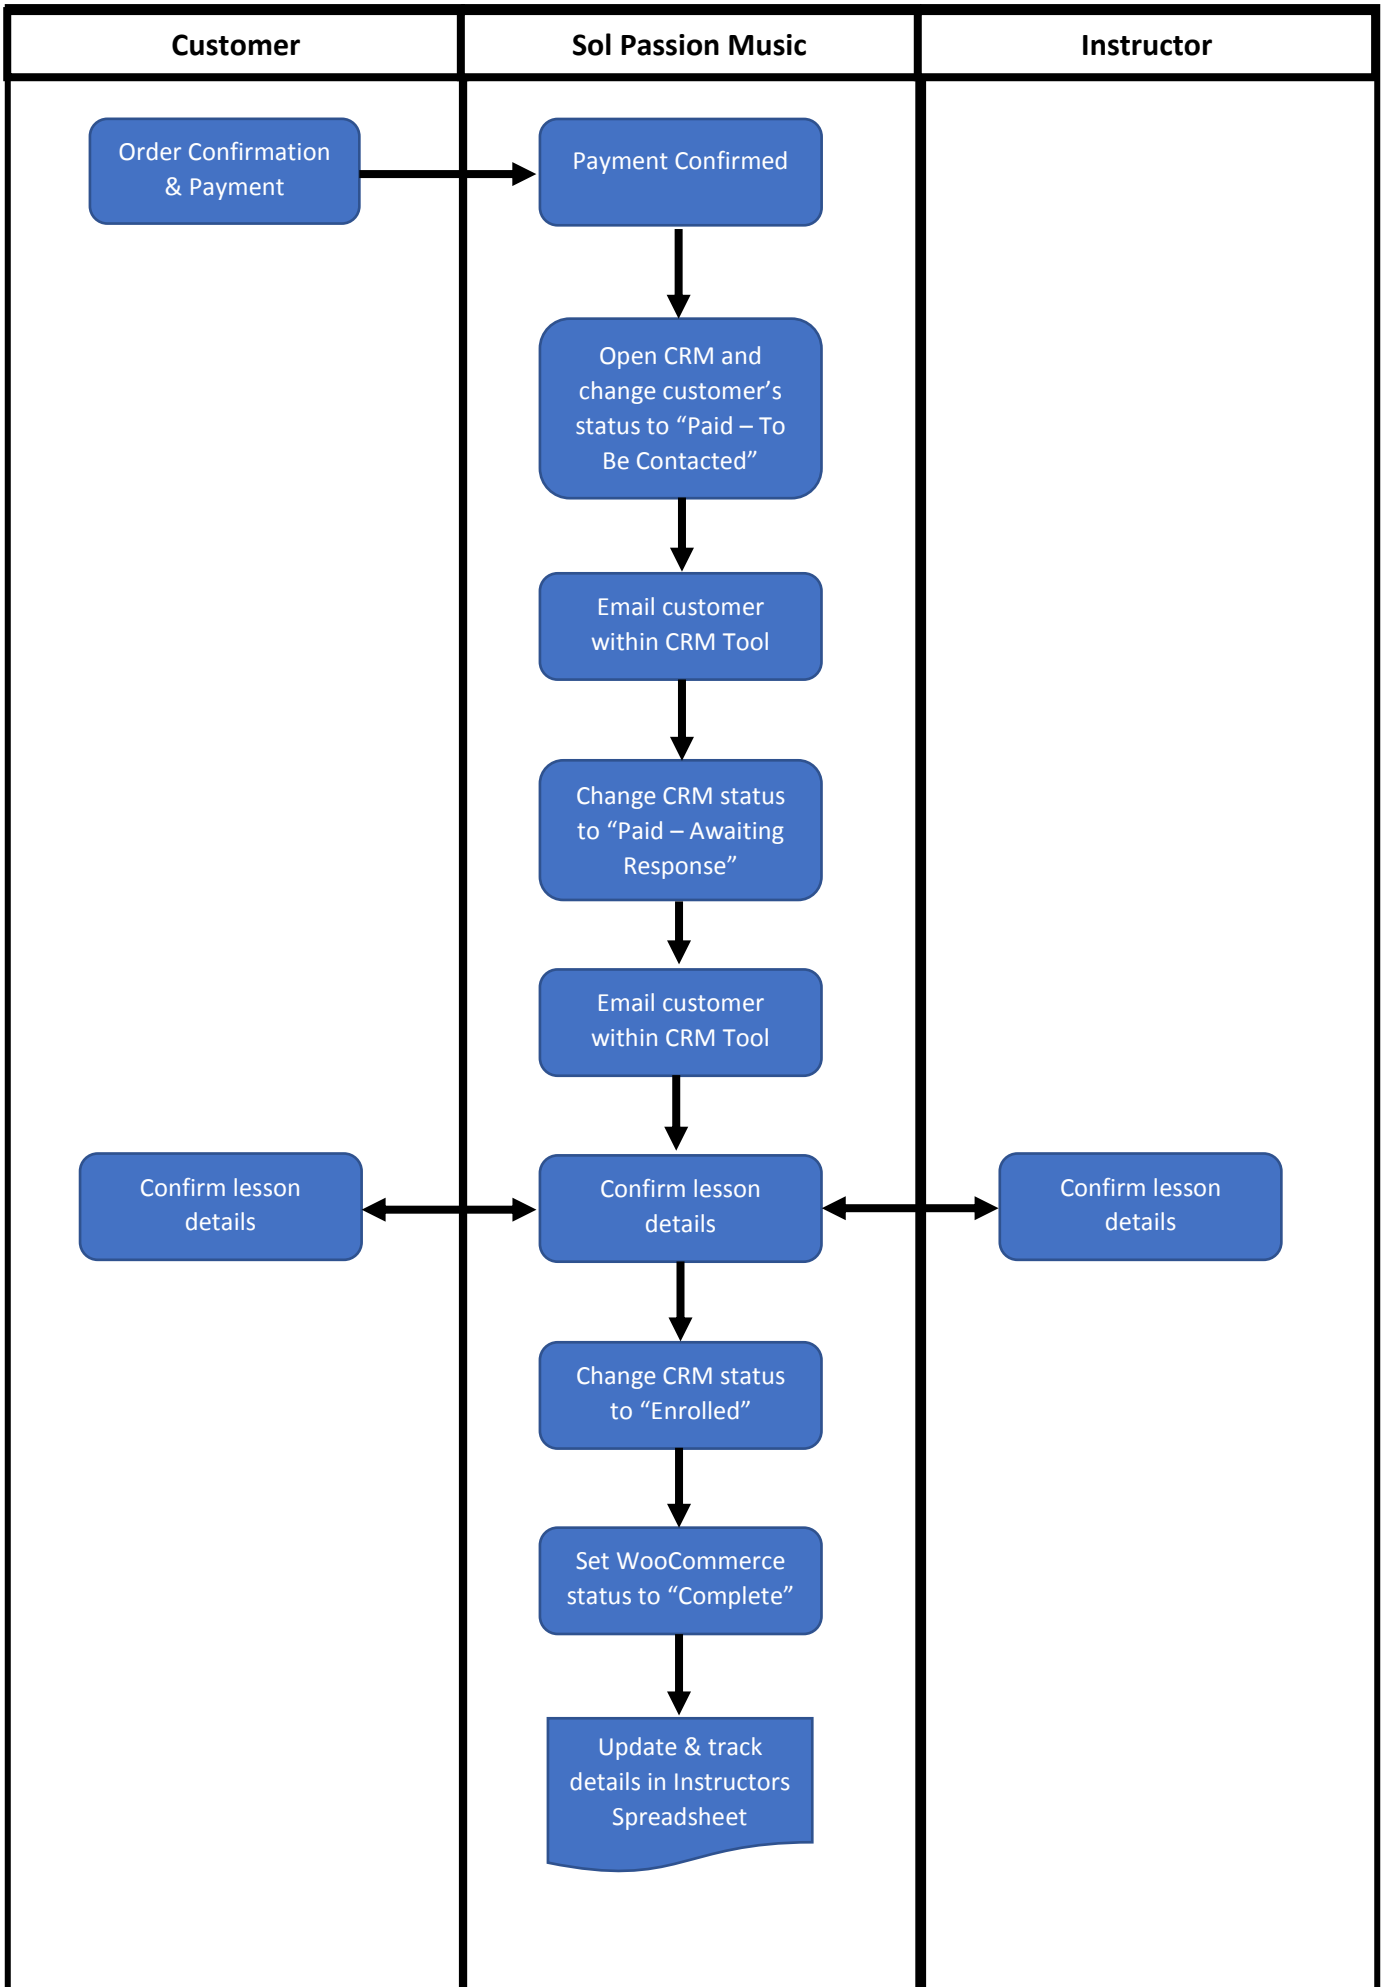 Customer
Sol Passion Music
Instructor
Order Confirmation
& Payment
Payment Confirmed
Open CRM and
change customer’s
status to “Paid – To
Be Contacted”
Email customer
within CRM Tool
Change CRM status
to “Paid – Awaiting
Response”
Email customer
within CRM Tool
Confirm lesson
details
Confirm lesson
details
Confirm lesson
details
Change CRM status
to “Enrolled”
Set WooCommerce
status to “Complete”
Update & track
details in Instructors
Spreadsheet